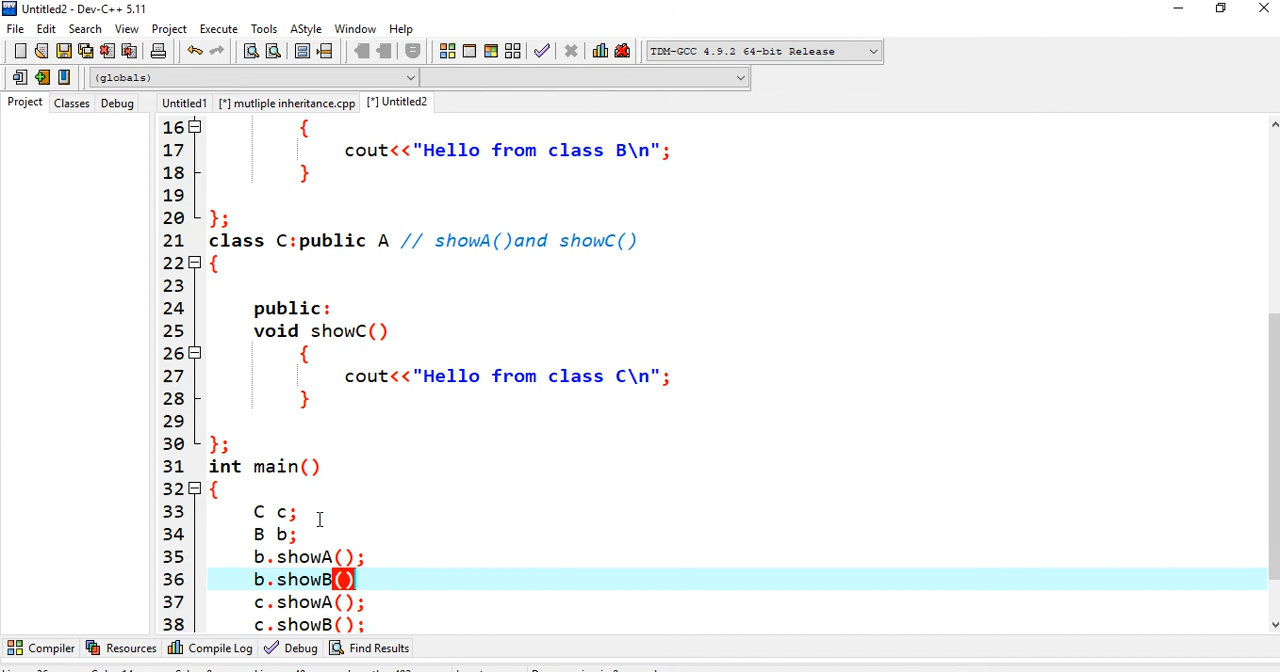 Untitled2 - Dev-C++ 5.11
File Edit Search View Project Execute Tools AStyle Window Help
TDM-GCC 4.9.2 64-bit Release
(globals)
Project Classes Debug Untitled1 [*] mutliple inheritance.cpp [*] Untitled2
16 {
17 cout<<"Hello from class B\n";
18 }
19
20 };
21 class C:public A // showA()and showC()
22 {
23
24 public:
25 void showC()
26 {
27 cout<<"Hello from class C\n";
28 }
29
30 };
31 int main()
32 {
33 C c;
34 B b;
35 b.showA();
36 b.showB()
37 c.showA();
38 c.showB();
Compiler Resources Compile Log Debug Find Results